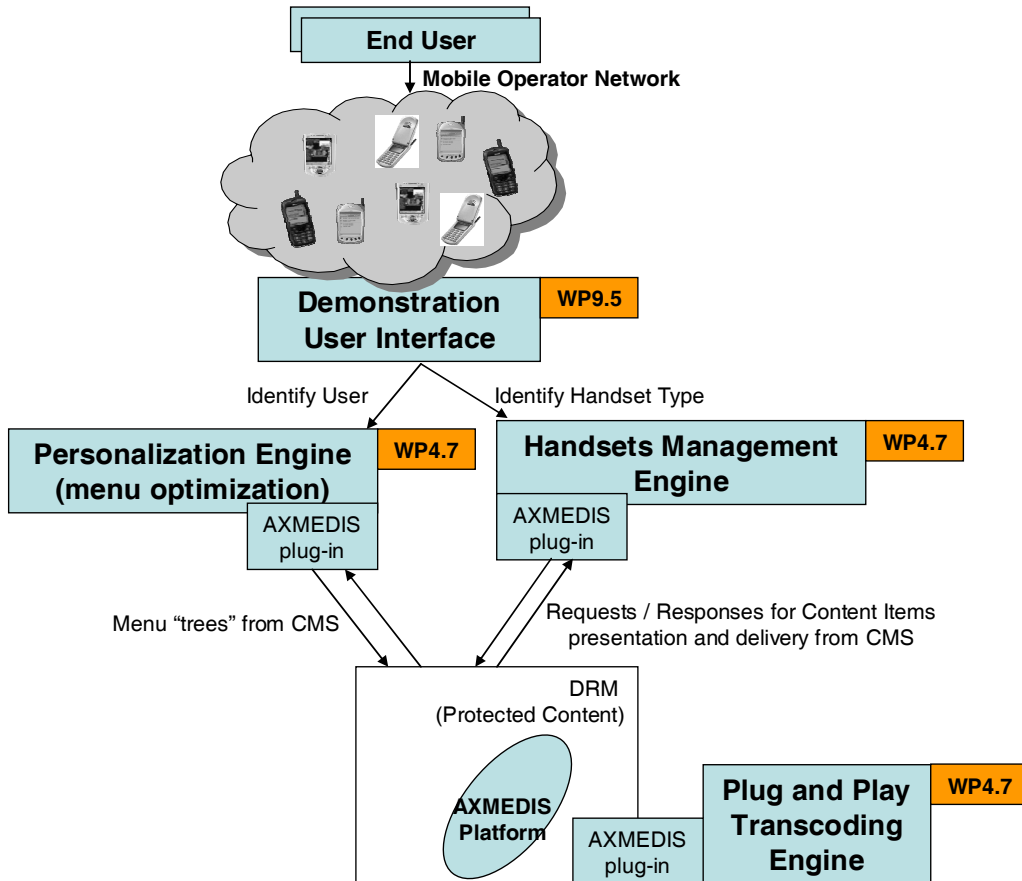 End User
Mobile Operator Network
Demonstration
User Interface
WP9.5
Identify User
Identify Handset Type
Personalization Engine
(menu optimization)
WP4.7
Handsets Management
Engine
WP4.7
AXMEDIS
plug-in
AXMEDIS
plug-in
Menu “trees” from CMS
Requests / Responses for Content Items
presentation and delivery from CMS
DRM
(Protected Content)
AXMEDIS
Platform
Plug and Play
Transcoding
Engine
WP4.7
AXMEDIS
plug-in